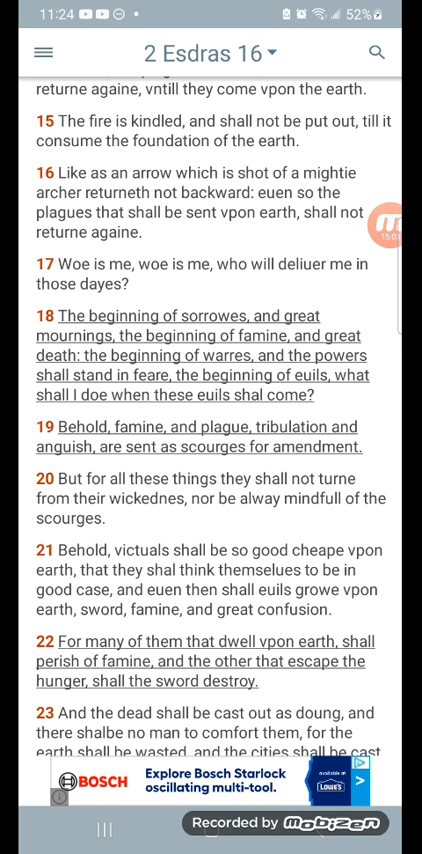 11:24 52%
2 Esdras 16
returne againe, vntill they come vpon the earth.
15 The fire is kindled, and shall not be put out, till it
consume the foundation of the earth.
16 Like as an arrow which is shot of a mightie
archer returneth not backward: euen so the
plagues that shall be sent vpon earth, shall not
returne againe.
15:03
17 Woe is me, woe is me, who will deliuer me in
those dayes?
18 The beginning of sorrowes, and great
mournings, the beginning of famine, and great
death: the beginning of warres, and the powers
shall stand in feare, the beginning of euils, what
shall I doe when these euils shal come?
19 Behold, famine, and plague, tribulation and
anguish, are sent as scourges for amendment.
20 But for all these things they shall not turne
from their wickednes, nor be alway mindfull of the
scourges.
21 Behold, victuals shall be so good cheape vpon
earth, that they shal think themselues to be in
good case, and euen then shall euils growe vpon
earth, sword, famine, and great confusion.
22 For many of them that dwell vpon earth, shall
perish of famine, and the other that escape the
hunger, shall the sword destroy.
23 And the dead shall be cast out as doung, and
there shalbe no man to comfort them, for the
earth shall be wasted, and the cities shall be cast
BOSCH
Explore Bosch Starlock
oscillating multi-tool.
available at
LOWE'S
Recorded by mobizen